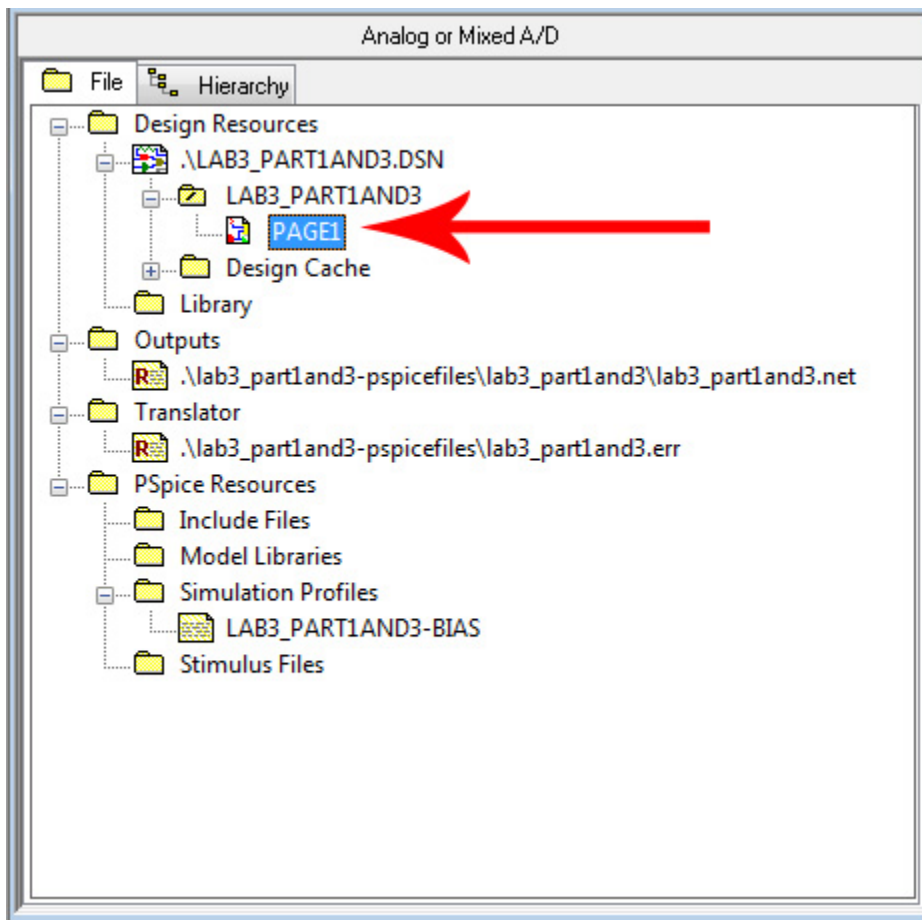 Analog or Mixed A/D
File Hierarchy
Design Resources
.\LAB3_PART1AND3.DSN
LAB3_PART1AND3
PAGE1
Design Cache
Library
Outputs
.\lab3_part1and3-pspicefiles\lab3_part1and3\lab3_part1and3.net
Translator
.\lab3_part1and3-pspicefiles\lab3_part1and3.err
PSpice Resources
Include Files
Model Libraries
Simulation Profiles
LAB3_PART1AND3-BIAS
Stimulus Files